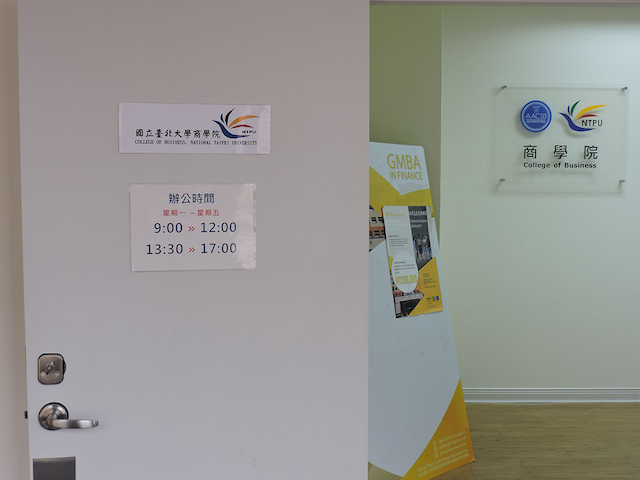 國立臺北大學商學院
NTPU
COLLEGE OF BUSINESS, NATIONAL TAIPEI UNIVERSITY
辦公時間
星期一 ~ 星期五
9:00 » 12:00
13:30 » 17:00
GMBA
IN FINANCE
AACSB
NTPU
商學院
College of Business